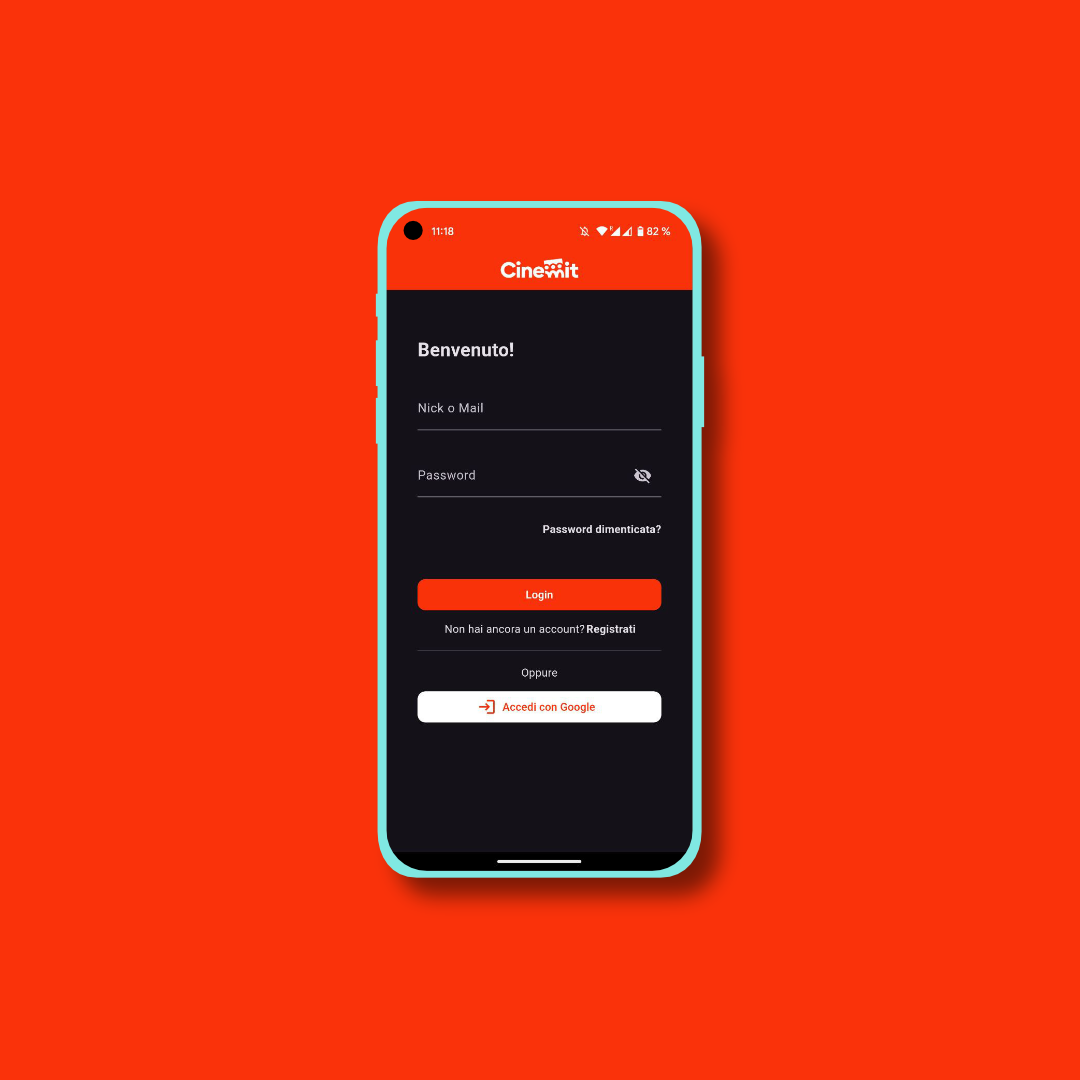 11:18
R
82 %
Cinemmit
Benvenuto!
Nick o Mail
Password
Password dimenticata?
Login
Non hai ancora un account? Registrati
Oppure
Accedi con Google